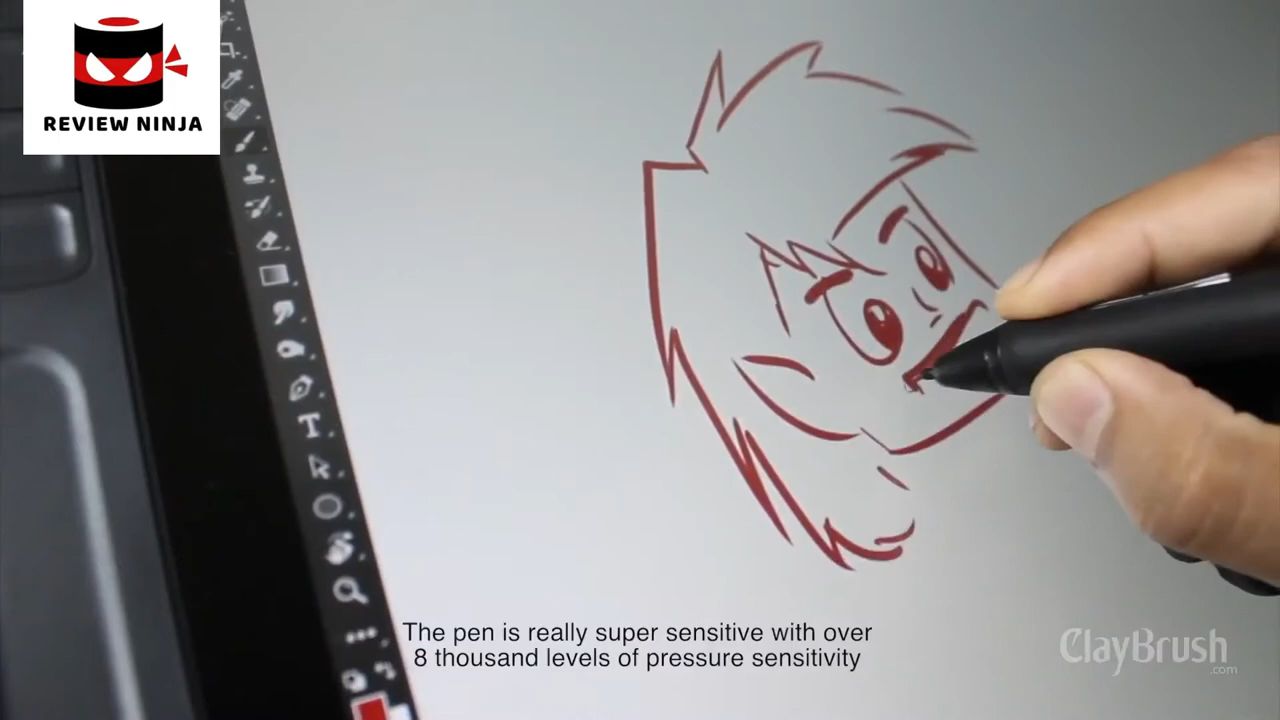 REVIEW NINJA
T
The pen is really super sensitive with over
8 thousand levels of pressure sensitivity
ClayBrush
.com